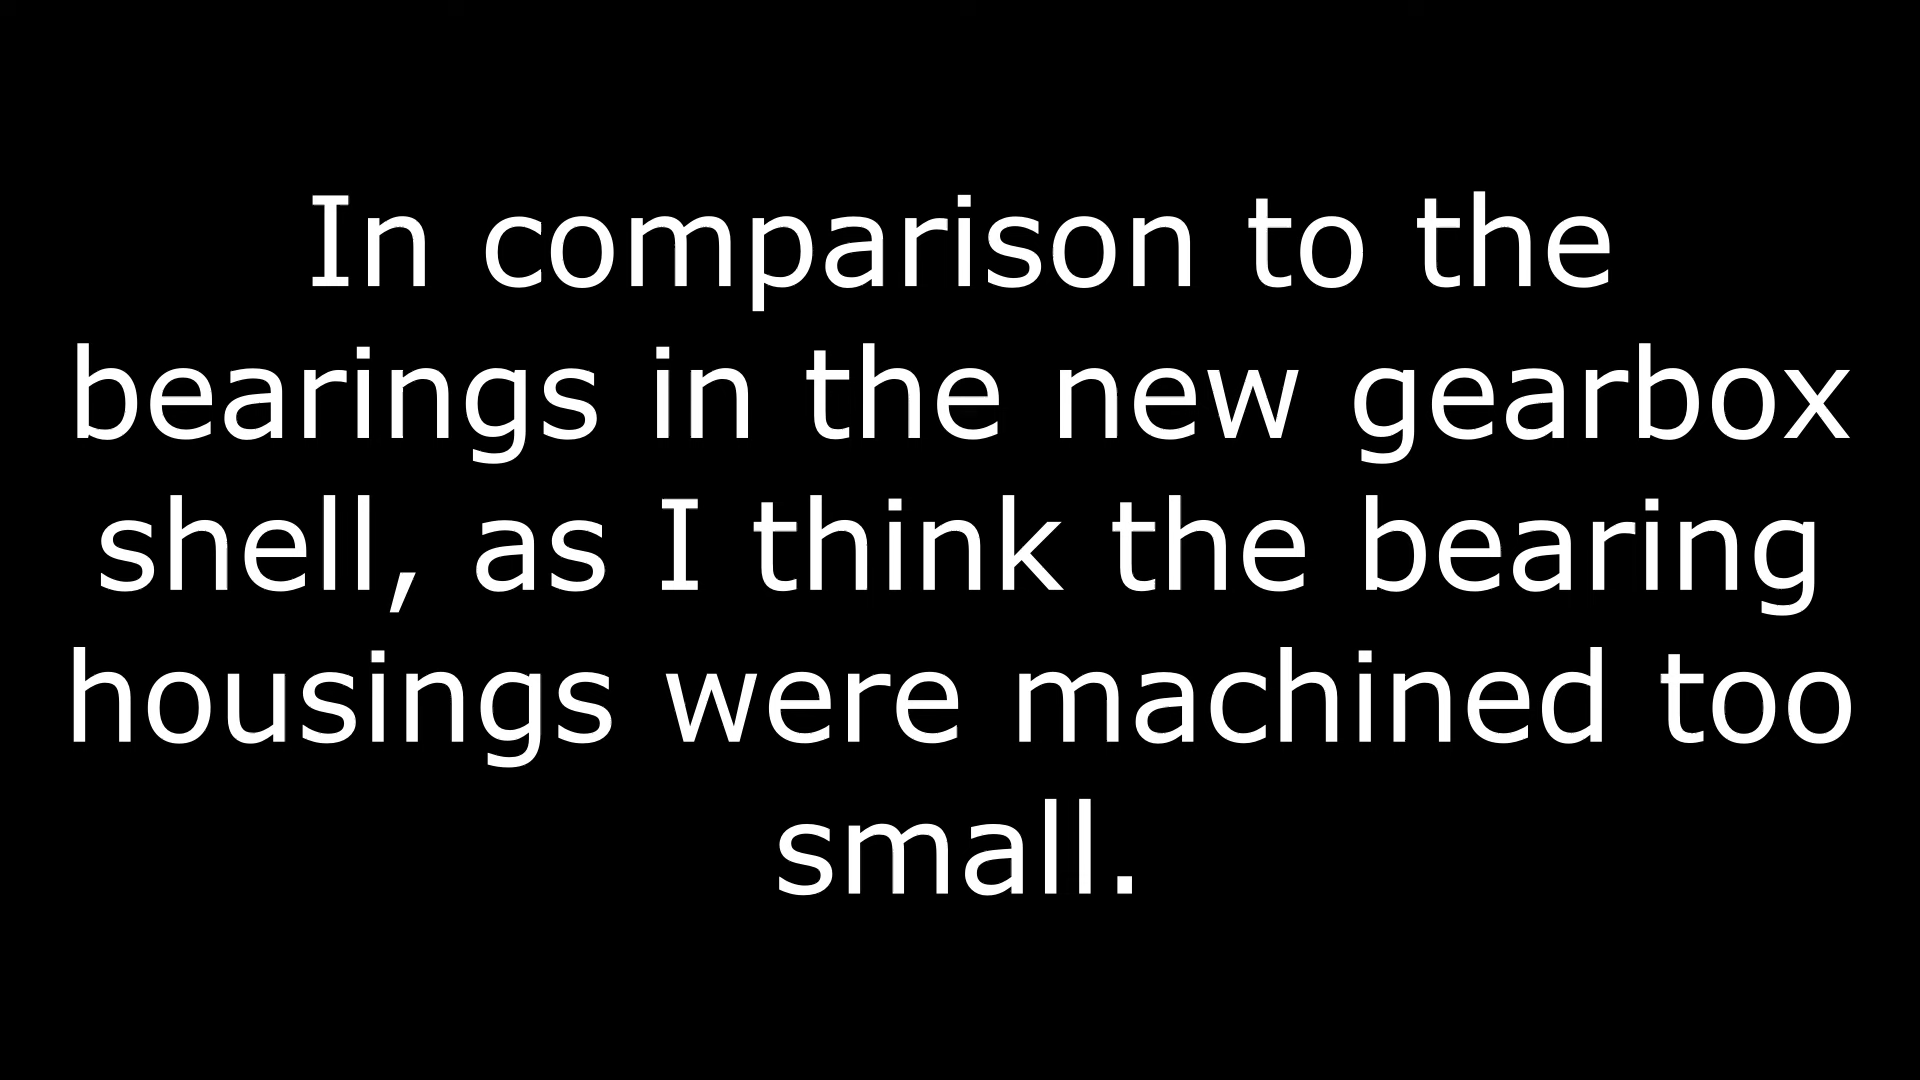 In comparison to the
bearings in the new gearbox
shell, as I think the bearing
housings were machined too
small.